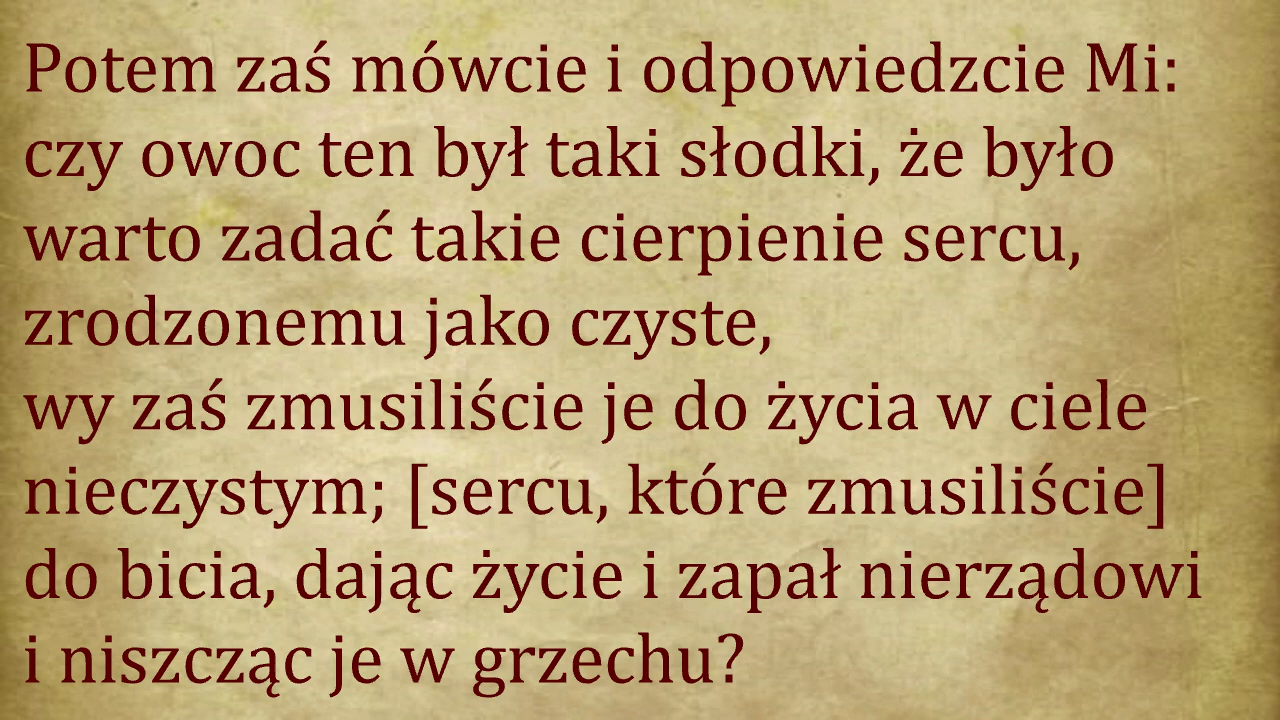 Potem zaś mówcie i odpowiedzcie Mi:
czy owoc ten był taki słodki, że było
warto zadać takie cierpienie sercu,
zrodzonemu jako czyste,
wy zaś zmusiliście je do życia w ciele
nieczystym; [sercu, które zmusiliście]
do bicia, dając życie i zapał nierządowi
i niszcząc je w grzechu?